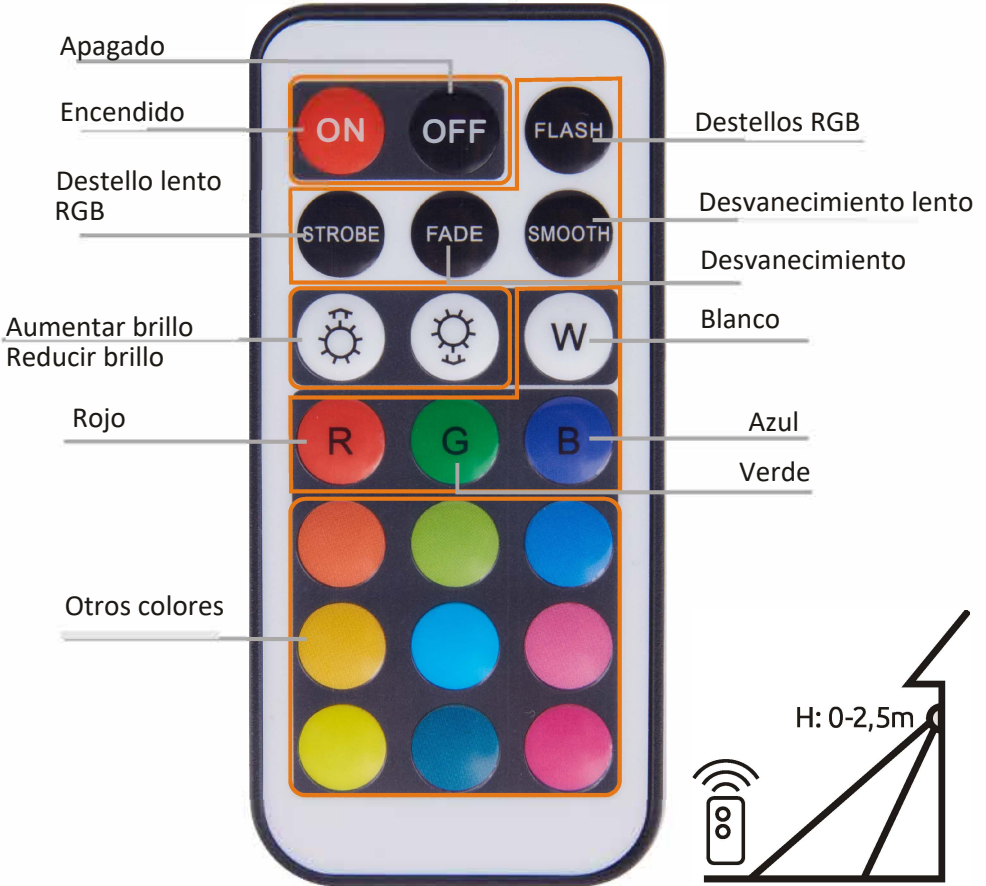 Apagado
Encendido
ON
OFF
FLASH
Destellos RGB
Destello lento
RGB
STROBE
FADE
SMOOTH
Desvanecimiento lento
Desvanecimiento
Aumentar brillo
Reducir brillo
W
Blanco
Rojo
R
G
B
Azul
Verde
Otros colores
H: 0-2,5m